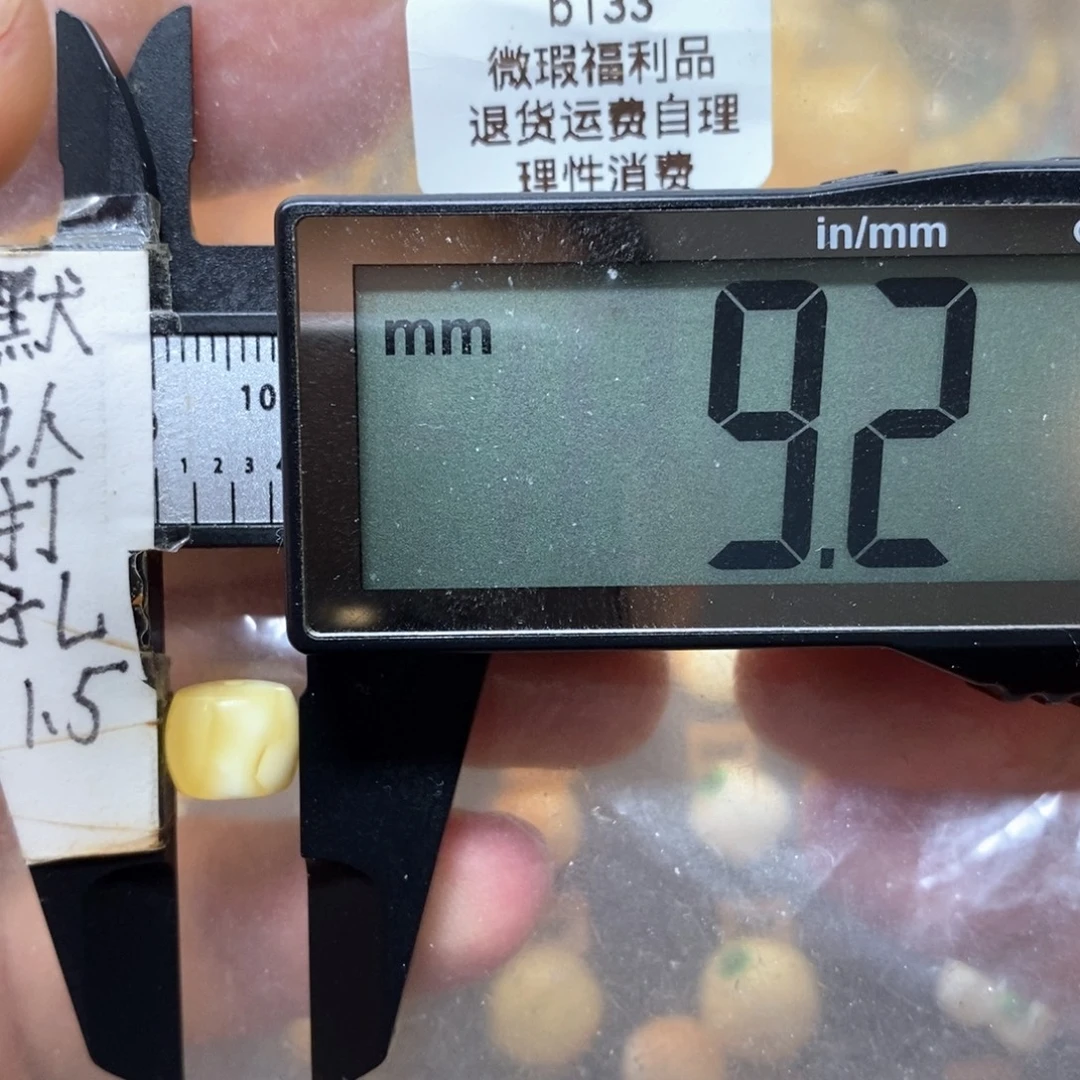 b133
微瑕福利品
退货运费自理
理性消费
in/mm
mm
9.2
10
1 2 3
默
认
打
孔
1.5